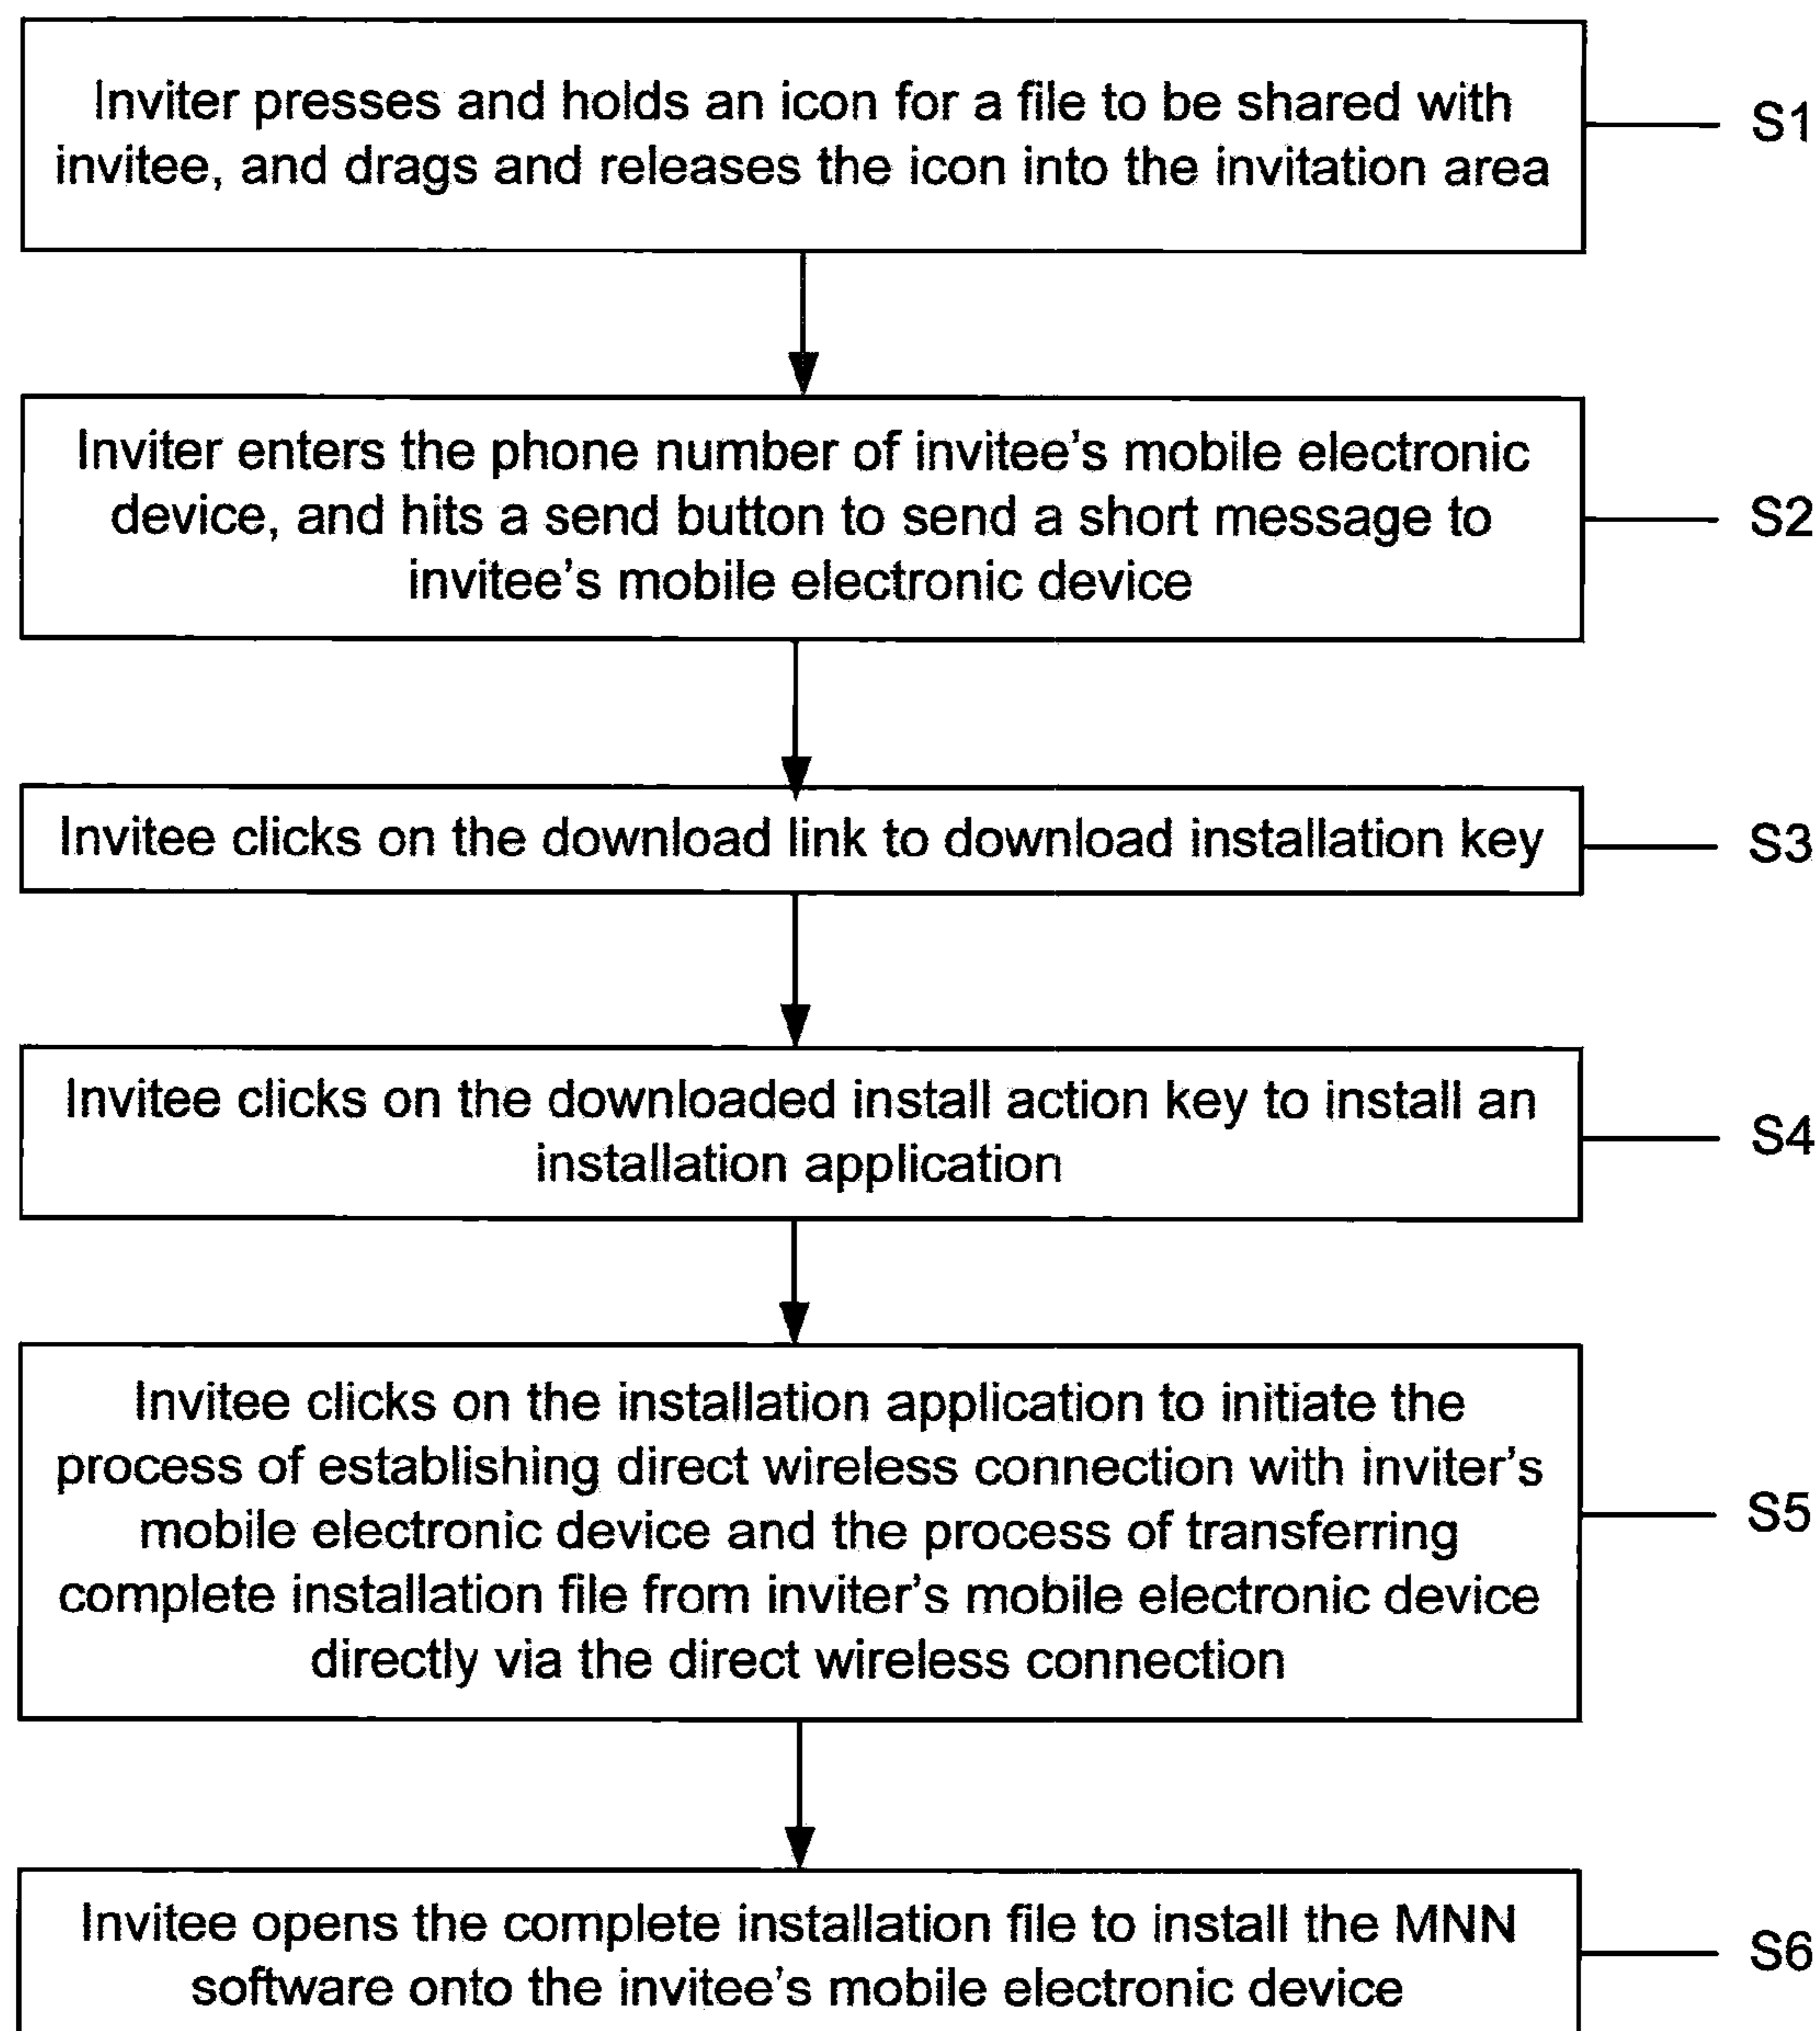 Inviter presses and holds an icon for a file to be shared with
invitee, and drags and releases the icon into the invitation area
S1
Inviter enters the phone number of invitee's mobile electronic
device, and hits a send button to send a short message to
invitee's mobile electronic device
S2
Invitee clicks on the download link to download installation key
S3
Invitee clicks on the downloaded install action key to install an
installation application
S4
Invitee clicks on the installation application to initiate the
process of establishing direct wireless connection with inviter's
mobile electronic device and the process of transferring
complete installation file from inviter's mobile electronic device
directly via the direct wireless connection
S5
Invitee opens the complete installation file to install the MNN
software onto the invitee's mobile electronic device
S6